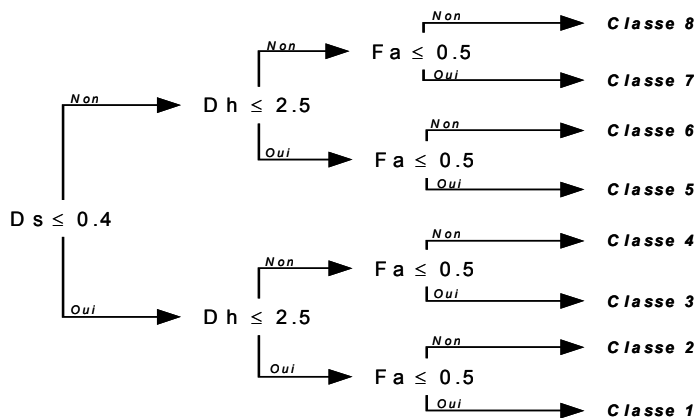 Non
Classe 8
Non
Fa ≤ 0.5
Oui
Classe 7
Non
Dh ≤ 2.5
Non
Classe 6
Oui
Fa ≤ 0.5
Oui
Classe 5
Ds ≤ 0.4
Non
Classe 4
Non
Fa ≤ 0.5
Oui
Classe 3
Oui
Dh ≤ 2.5
Non
Classe 2
Oui
Fa ≤ 0.5
Oui
Classe 1